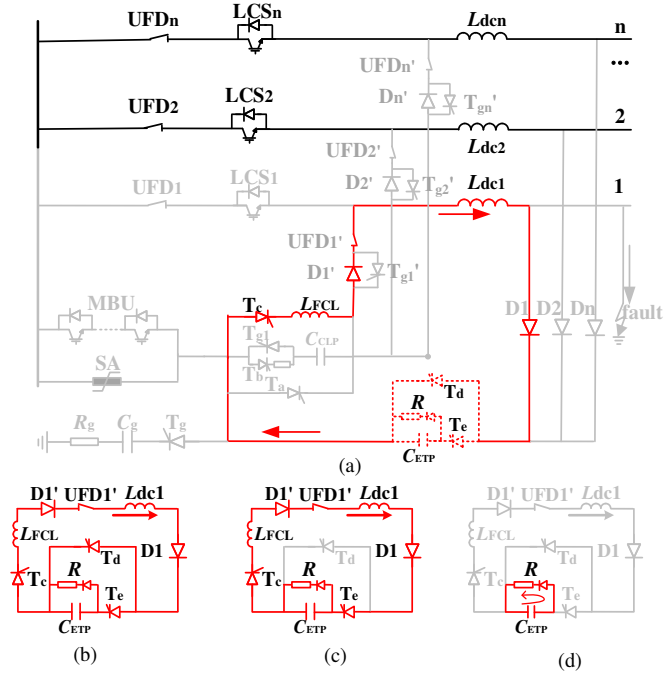 UFDn LCSn Ldcn n
...
UFDn'
Dn' Tgn'
UFD2 LCS2 Ldc2 2
UFD2'
D2' Tg2'
UFD1 LCS1 Ldc1 1
UFD1'
D1' Tg1'
MBU Tc LFCL D1 D2 Dn fault
Tg1 CCLP
SA Tb
Ta
Td
R
Rg Cg Tg Te
CETP
(a)
D1' UFD1' Ldc1
LFCL
Td D1
Tc R
Te
CETP
(b)
D1' UFD1' Ldc1
LFCL
Td D1
Tc R
Te
CETP
(c)
D1' UFD1' Ldc1
LFCL
Td D1
Tc R
Te
CETP
(d)